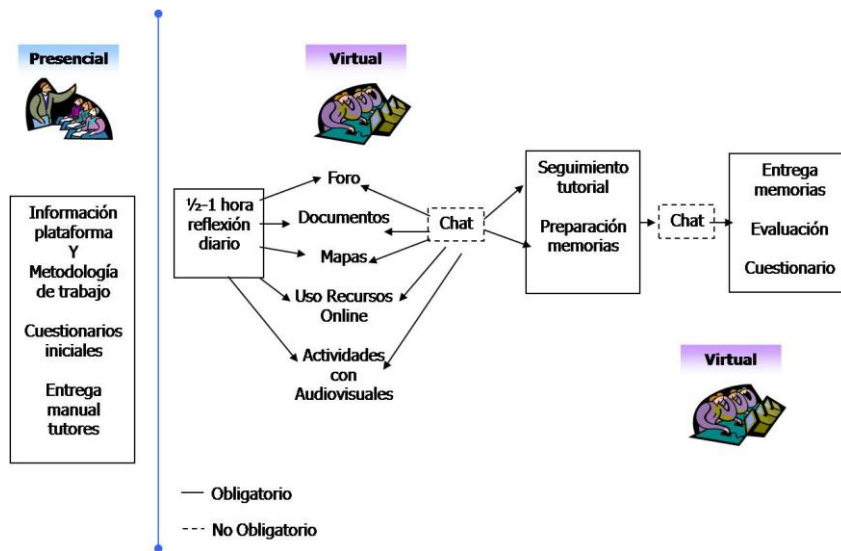 Presencial
Información
plataforma
Y
Metodología
de trabajo
Cuestionarios
iniciales
Entrega
manual
tutores
Virtual
½-1 hora
reflexión
diario
Foro
Documentos
Mapas
Uso Recursos
Online
Actividades
con
Audiovisuales
Chat
Seguimiento
tutorial
Preparación
memorias
Chat
Entrega
memorias
Evaluación
Cuestionario
Virtual
Obligatorio
No Obligatorio